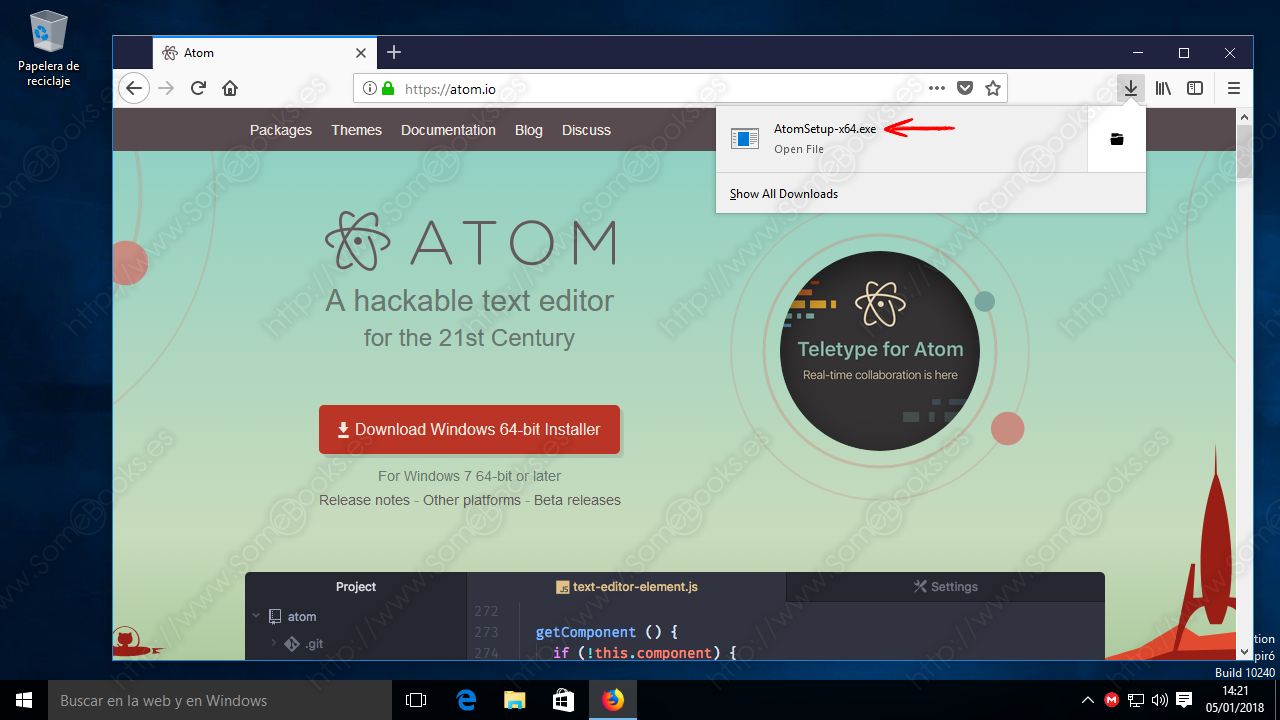 Papelera de
reciclaje
Atom
https://atom.io
Packages Themes Documentation Blog Discuss
AtomSetup-x64.exe
Open File
Show All Downloads
ATOM
A hackable text editor
for the 21st Century
Teletype for Atom
Real-time collaboration is here
Download Windows 64-bit Installer
For Windows 7 64-bit or later
Release notes - Other platforms - Beta releases
Project
text-editor-element.js
Settings
atom
.git
272
273 getComponent () {
274 if (!this.component) {
Build 10240
Buscar en la web y en Windows
14:21
05/01/2018
http://www.SomeBooks.es